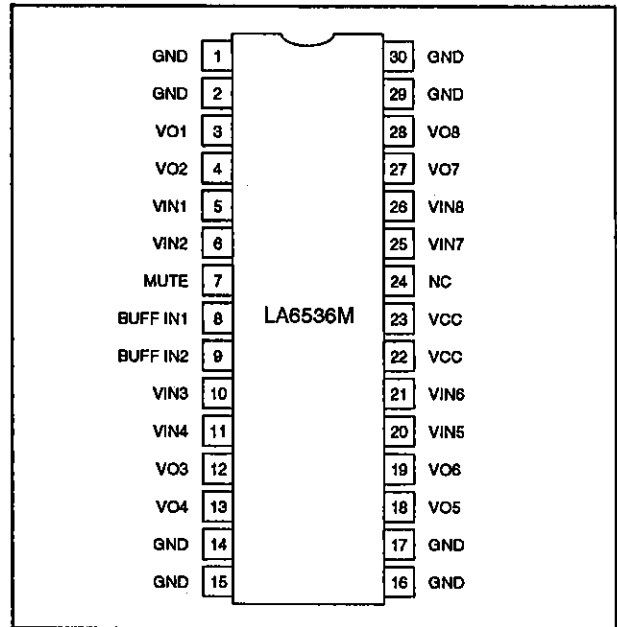 GND 1 30 GND
GND 2 29 GND
VO1 3 28 VO8
VO2 4 27 VO7
VIN1 5 26 VIN8
VIN2 6 25 VIN7
MUTE 7 24 NC
BUFF IN1 8 LA6536M 23 VCC
BUFF IN2 9 22 VCC
VIN3 10 21 VIN6
VIN4 11 20 VIN5
VO3 12 19 VO6
VO4 13 18 VO5
GND 14 17 GND
GND 15 16 GND